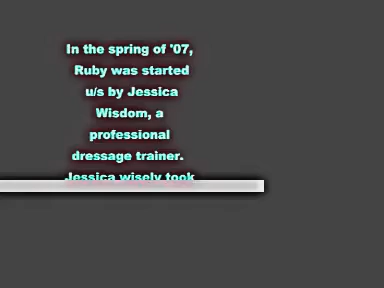 In the spring of '07,
Ruby was started
u/s by Jessica
Wisdom, a
professional
dressage trainer.
Jessica wisely took